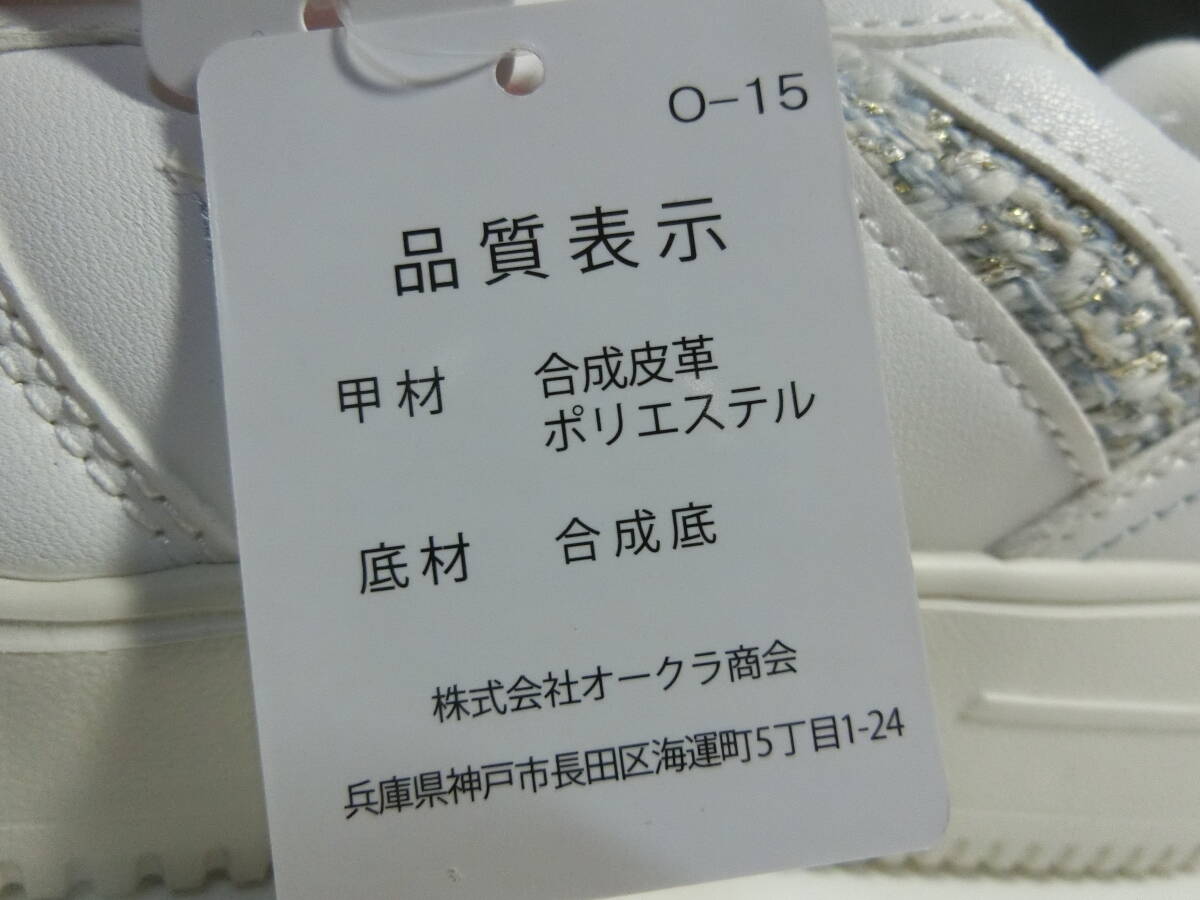 O-15
品質表示
甲材 合成皮革
ポリエステル
底材 合成底
株式会社オークラ商会
兵庫県神戸市長田区海運町5丁目1-24